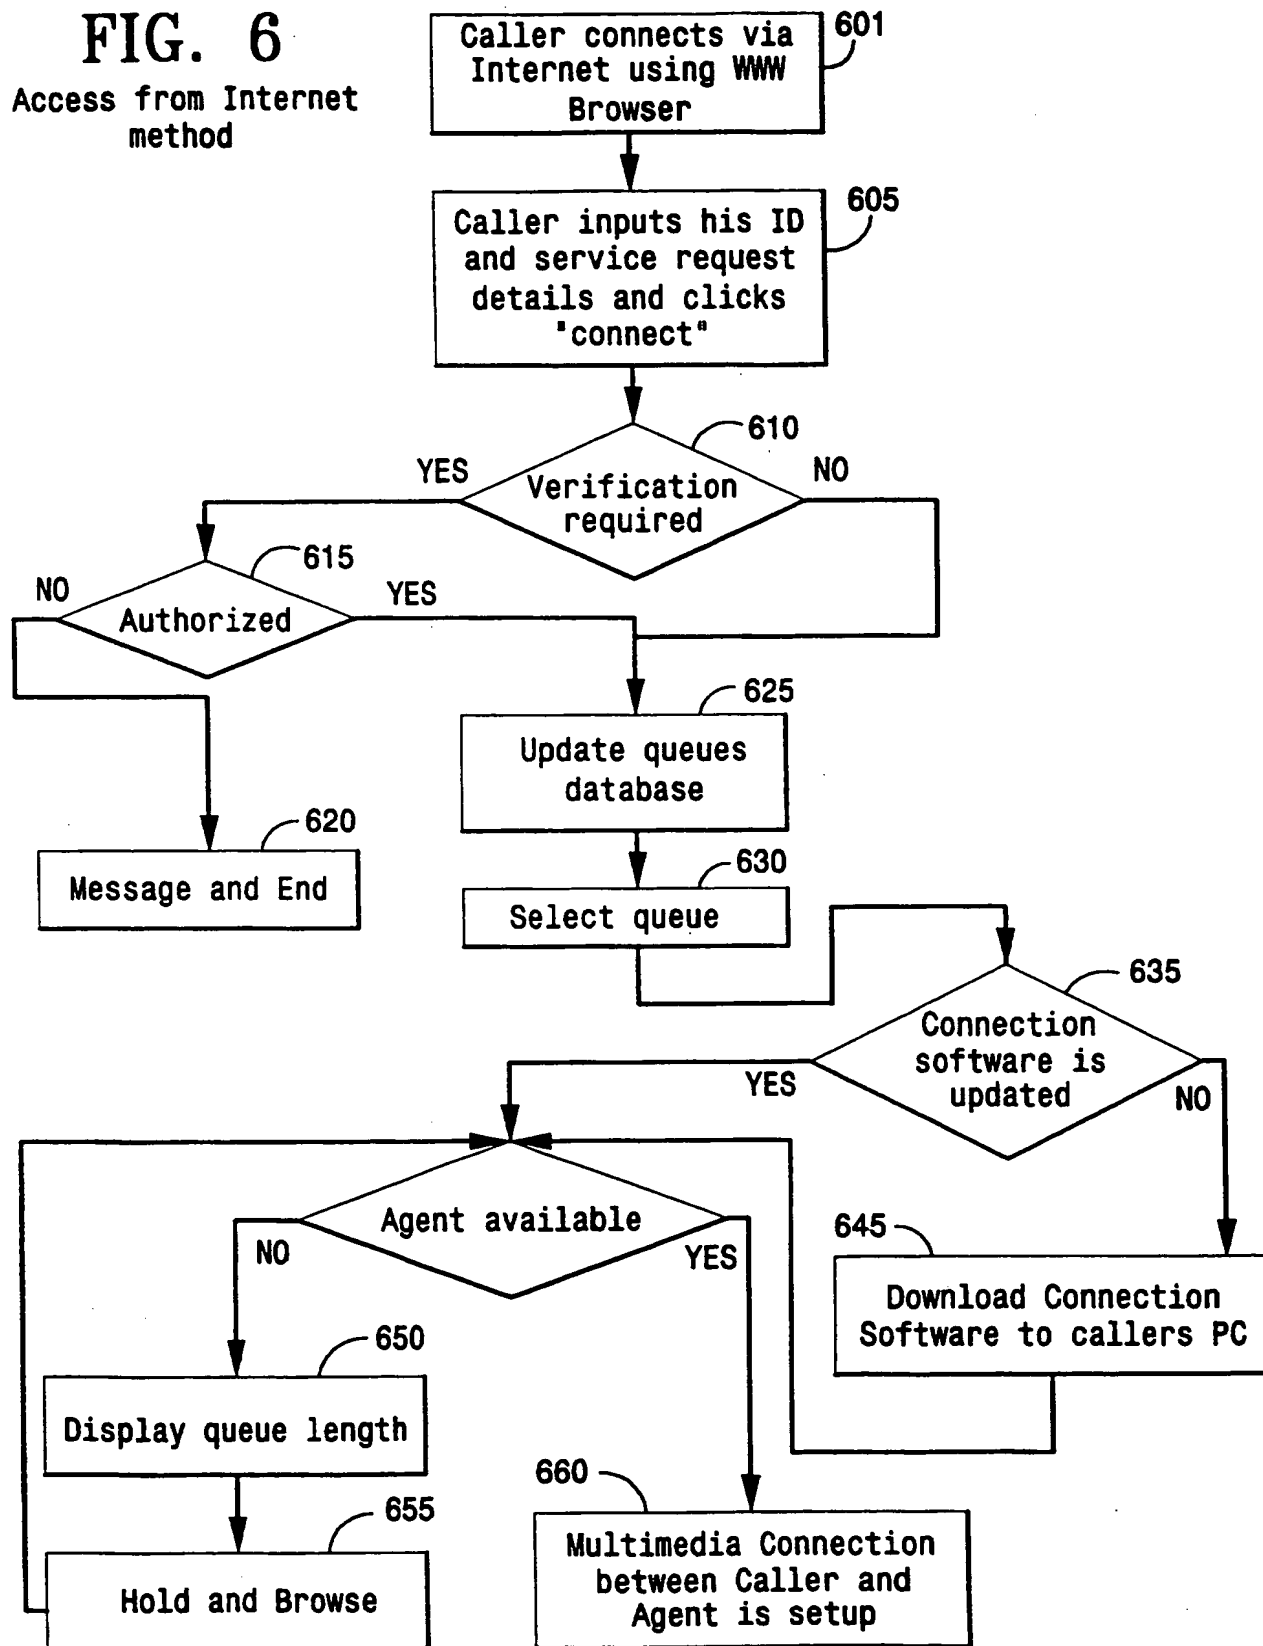 FIG. 6
Access from Internet
method
Caller connects via
Internet using WWW
Browser
601
Caller inputs his ID
and service request
details and clicks
"connect"
605
610
YES
Verification
required
NO
615
NO
Authorized
YES
625
Update queues
database
620
Message and End
630
Select queue
635
Connection
software is
updated
YES
NO
Agent available
NO
YES
645
Download Connection
Software to callers PC
650
Display queue length
660
655
Multimedia Connection
between Caller and
Agent is setup
Hold and Browse